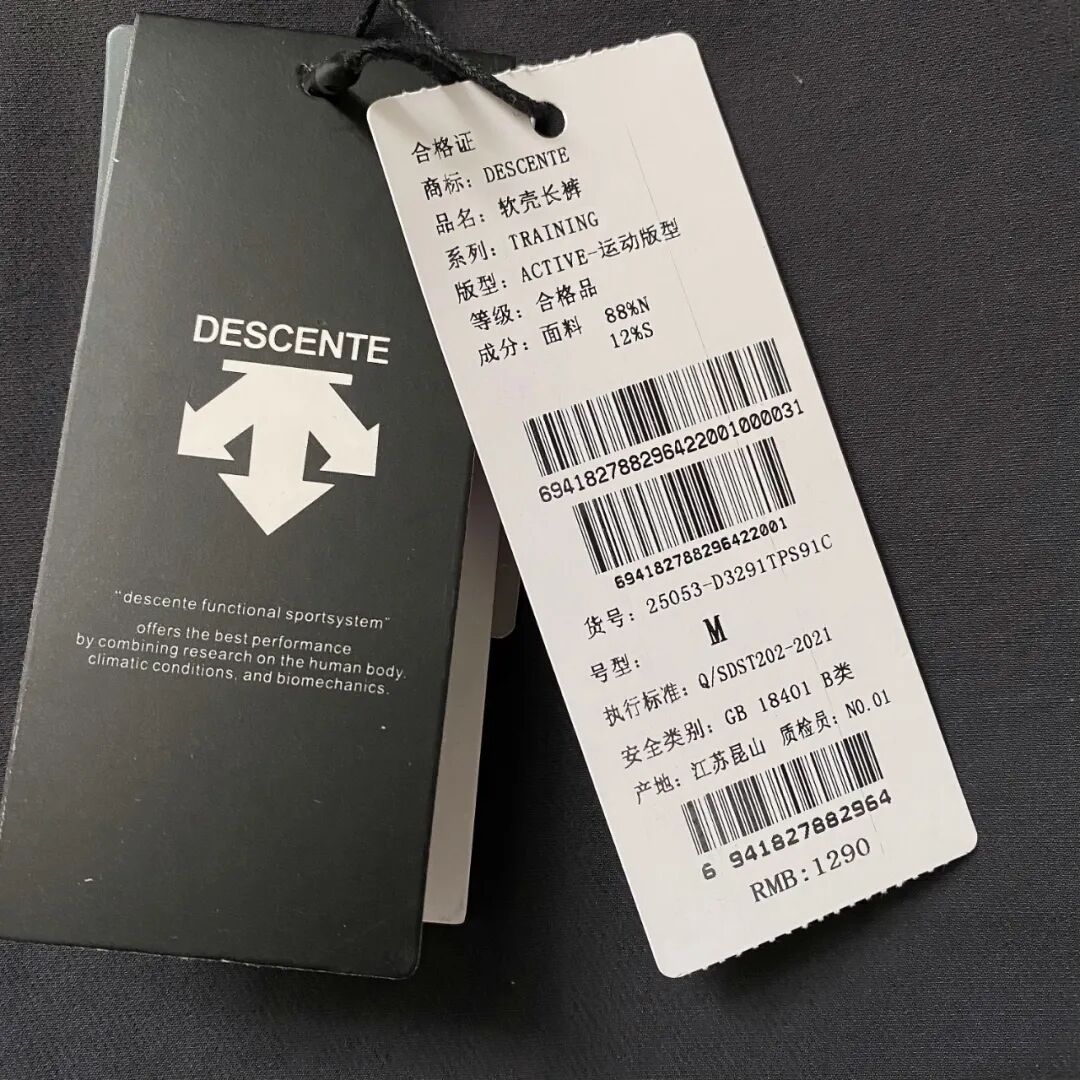 DESCENTE
"descente functional sportsystem"
offers the best performance
by combining research on the human body,
climatic conditions, and biomechanics.
合格证
商标: DESCENTE
品名: 软壳长裤
系列: TRAINING
版型: ACTIVE-运动版型
等级: 合格品
成分: 面料 88%N
12%S
694182788296422001000031
694182788296422001
货号: 25053-D3291TPS91C
号型: M
执行标准: Q/SDST202-2021
安全类别: GB 18401 B类
产地: 江苏昆山 质检员: NO.01
6 941827882964
RMB:1290